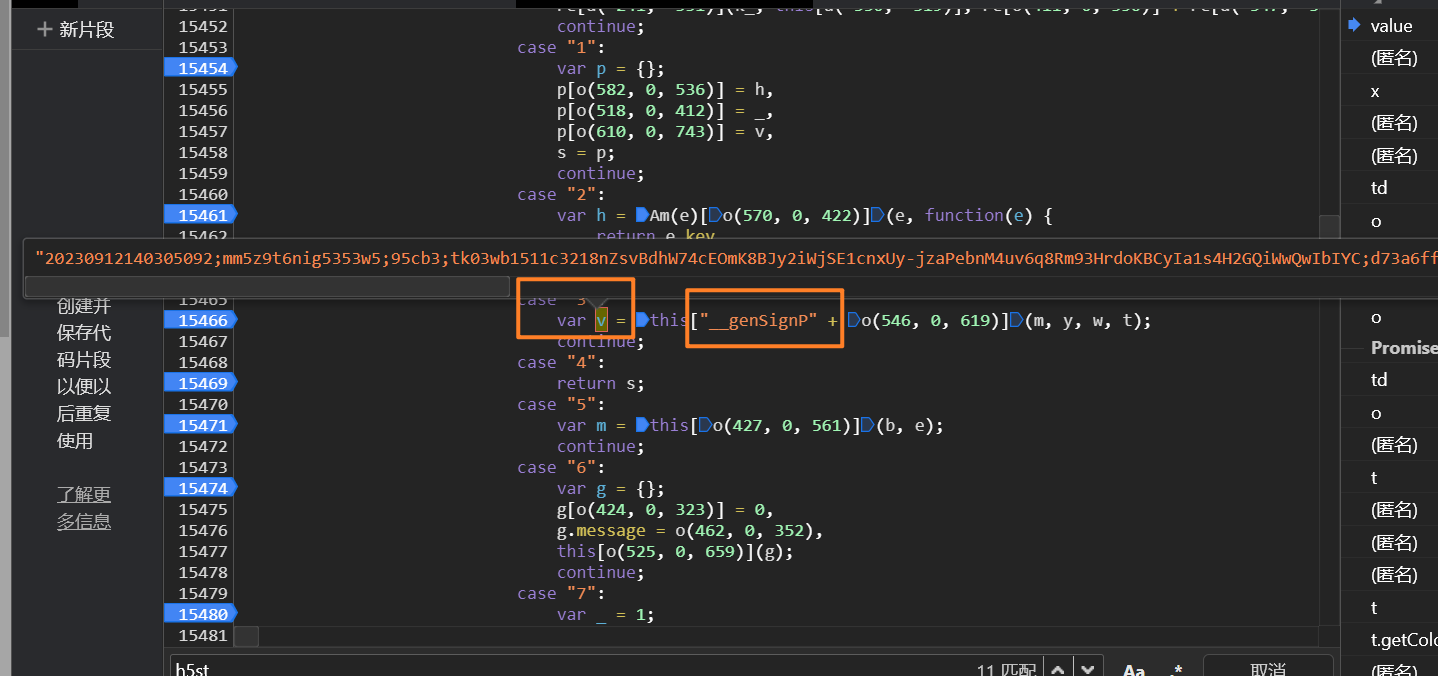 新片段
15452 continue;
15453 case "1":
15454 var p = {};
15455 p[o(582, 0, 536)] = h,
15456 p[o(518, 0, 412)] = _,
15457 p[o(610, 0, 743)] = v,
15458 s = p;
15459 continue;
15460 case "2":
15461 var h = Am(e)[o(570, 0, 422)](e, function(e) {
15462 return e.key
"20230912140305092;mm5z9t6nig5353w5;95cb3;tk03wb1511c3218nZsvBdhW74cEOmK8BJy2iWjSE1cnxUy-jzaPebnM4uv6q8Rm93HrdoKBCyIa1s4H2GQiWwQwIbIYC;d73a6ff
15465 case "3
15466 var v = this["__genSignP" + o(546, 0, 619)](m, y, w, t);
15467 continue;
15468 case "4":
15469 return s;
15470 case "5":
15471 var m = this[o(427, 0, 561)](b, e);
15472 continue;
15473 case "6":
15474 var g = {};
15475 g[o(424, 0, 323)] = 0,
15476 g.message = o(462, 0, 352),
15477 this[o(525, 0, 659)](g);
15478 continue;
15479 case "7":
15480 var _ = 1;
15481
创建并
保存代
码片段
以便以
后重复
使用
了解更
多信息
h5st
11 匹配
Aa
.*
取消
value
(匿名)
x
(匿名)
(匿名)
td
o
o
Promise
td
o
(匿名)
t
(匿名)
(匿名)
(匿名)
t
t.getColo
(匿名)